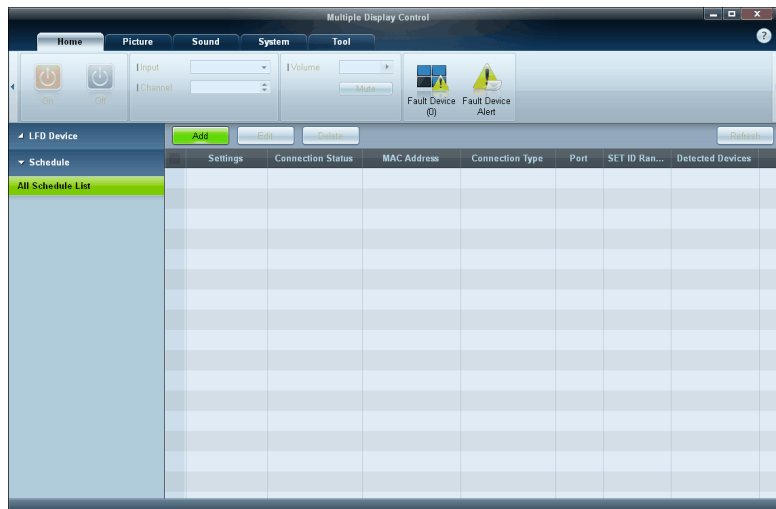 Multiple Display Control
Home Picture Sound System Tool
?
Input
Channel
Volume
Mute
On Off
Fault Device
(0)
Fault Device
Alert
LFD Device
Schedule
All Schedule List
Add Edit Delete Refresh
Settings Connection Status MAC Address Connection Type Port SET ID Ran... Detected Devices